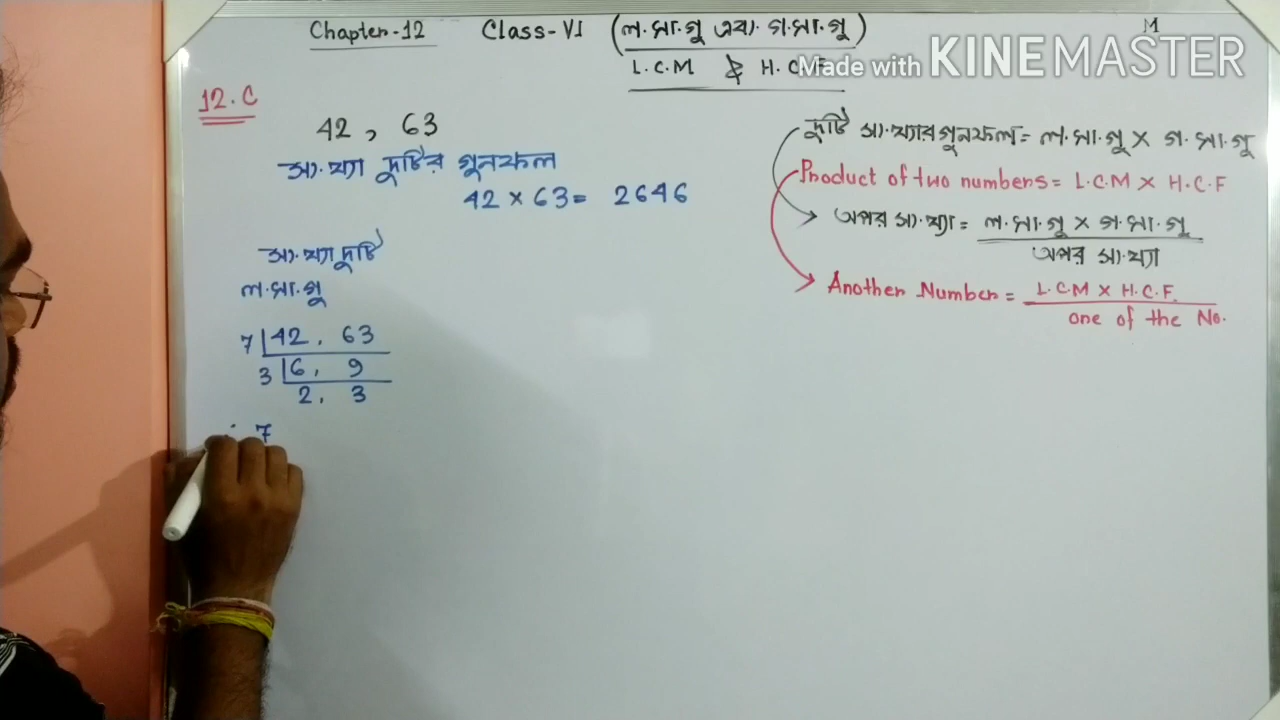 Chapter-12 Class-VI (ল.সা.গু এবং গ.সা.গু) M
L.C.M & H.C.F
Made with KINEMASTER
12.C
42, 63
সংখ্যা দুটির গুনফল
42 × 63 = 2646
সংখ্যা দুটি
ল.সা.গু
7 42, 63
3 6, 9
2, 3
7
দুটি সংখ্যার গুনফল = ল.সা.গু × গ.সা.গু
Product of two numbers = L.C.M × H.C.F
অপর সংখ্যা = ল.সা.গু × গ.সা.গু
অপর সংখ্যা
Another Number = L.C.M × H.C.F.
one of the No.